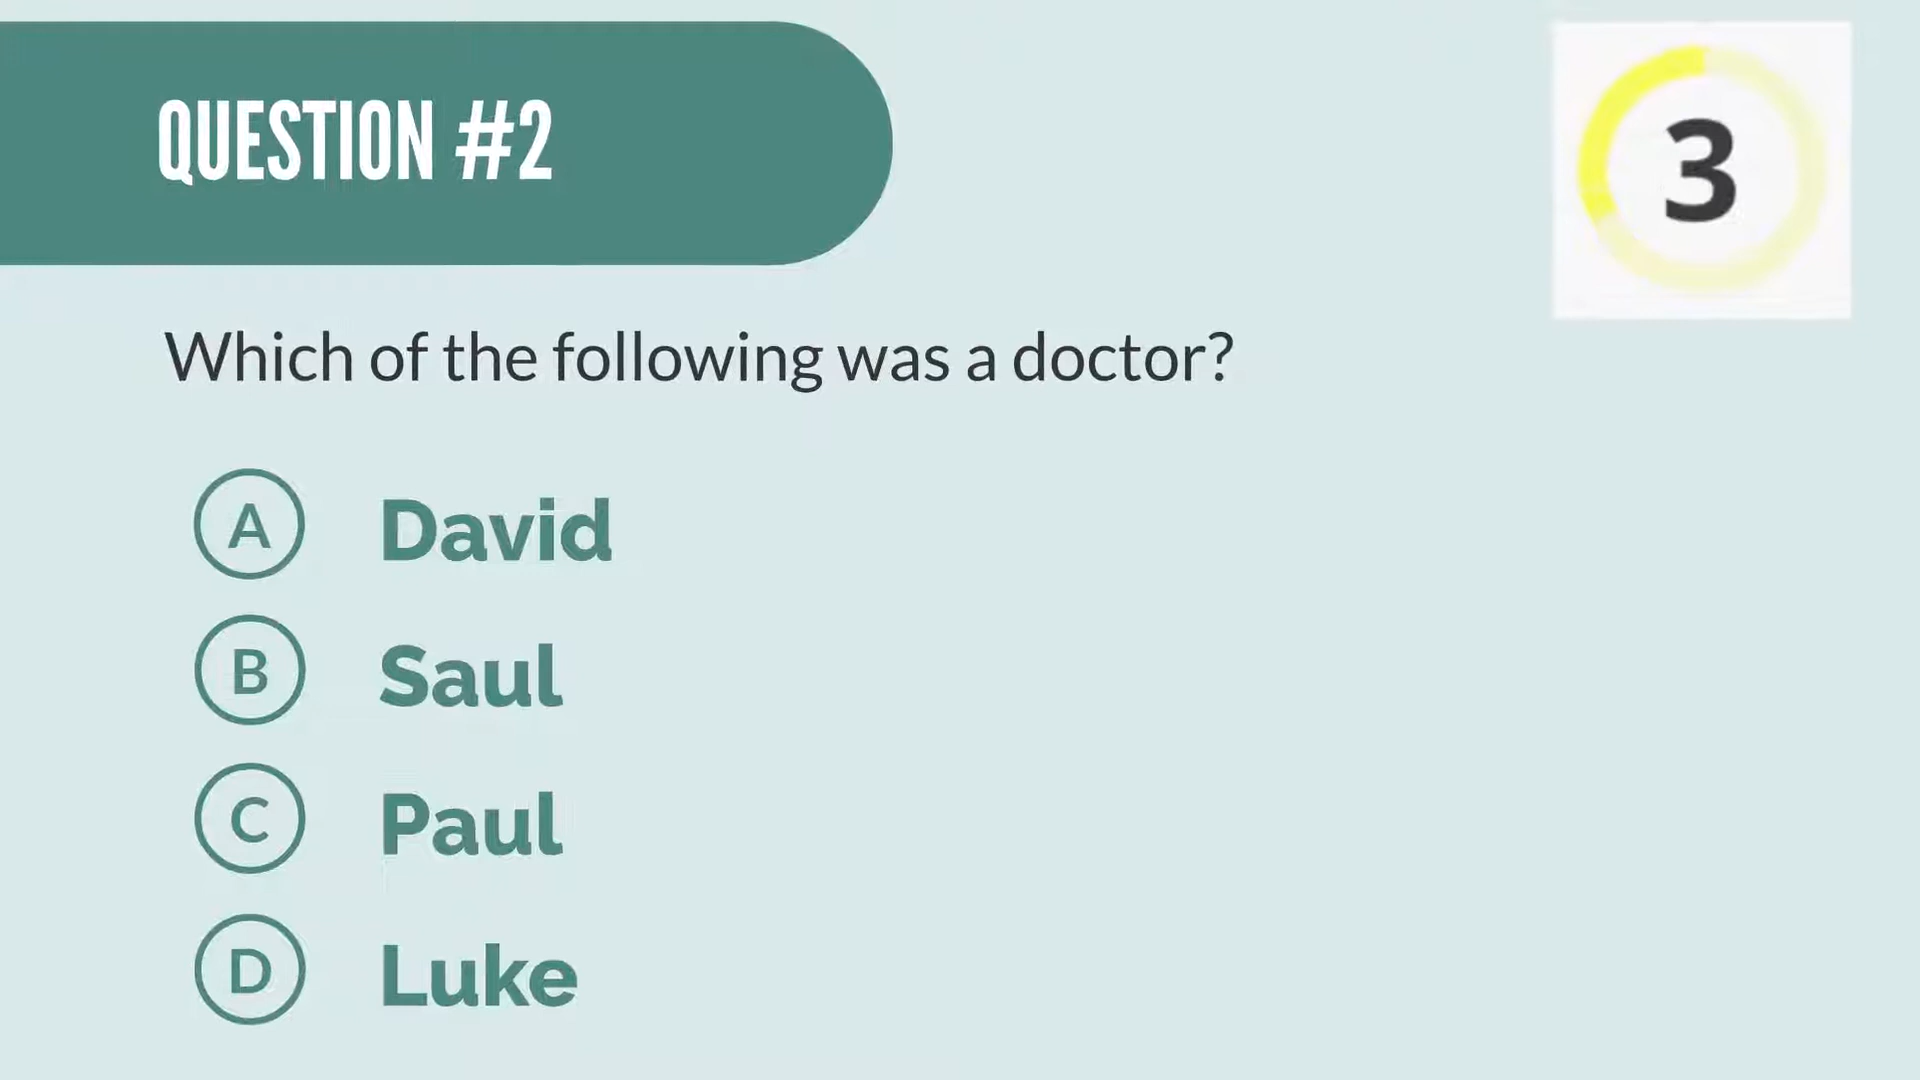 QUESTION #2
3
Which of the following was a doctor?
A David
B Saul
C Paul
D Luke